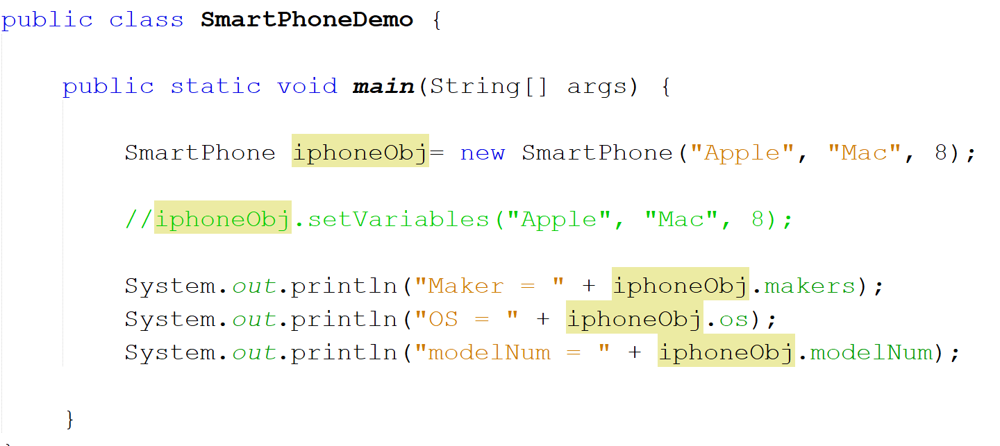 public class SmartPhoneDemo {
public static void main(String[] args) {
SmartPhone iphoneObj= new SmartPhone("Apple", "Mac", 8);
//iphoneObj.setVariables("Apple", "Mac", 8);
System.out.println("Maker = " + iphoneObj.makers);
System.out.println("OS = " + iphoneObj.os);
System.out.println("modelNum = " + iphoneObj.modelNum);
}